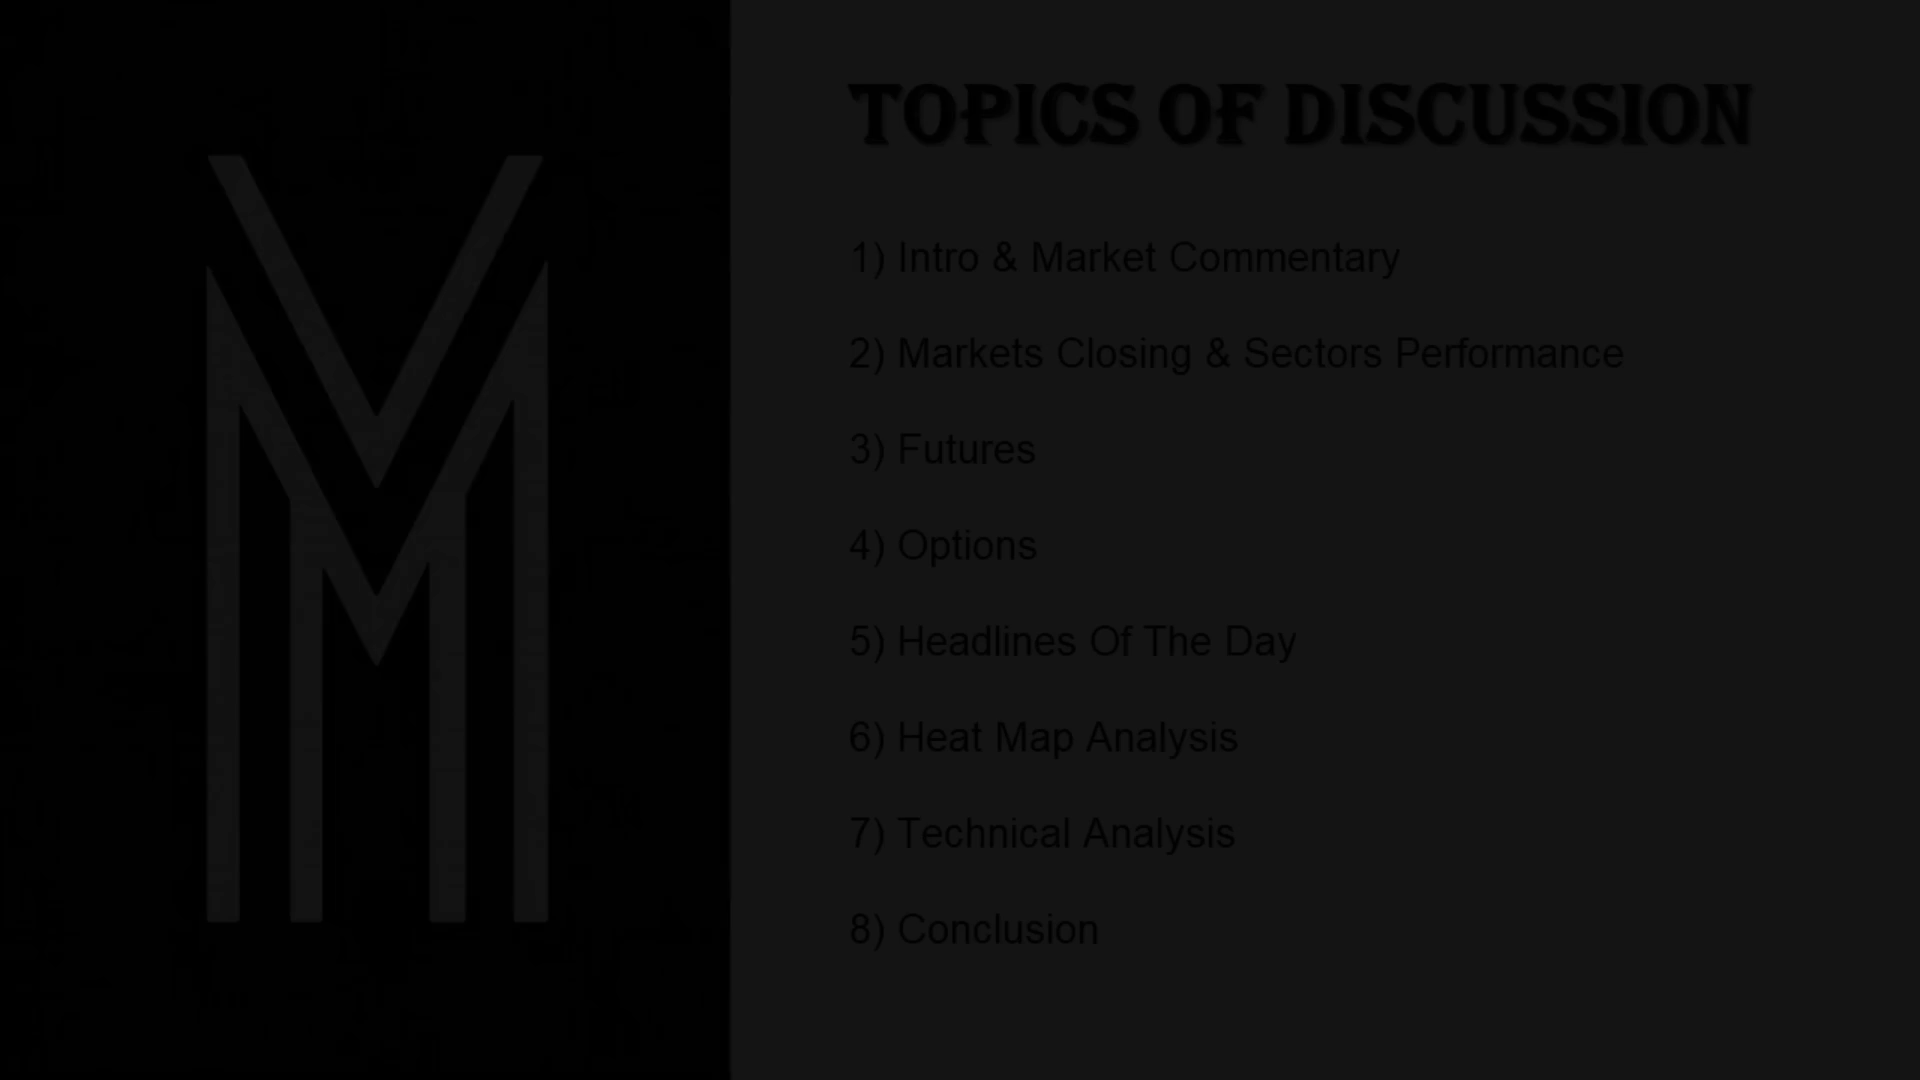 TOPICS OF DISCUSSION
1) Intro & Market Commentary
2) Markets Closing & Sectors Performance
3) Futures
4) Options
5) Headlines Of The Day
6) Heat Map Analysis
7) Technical Analysis
8) Conclusion